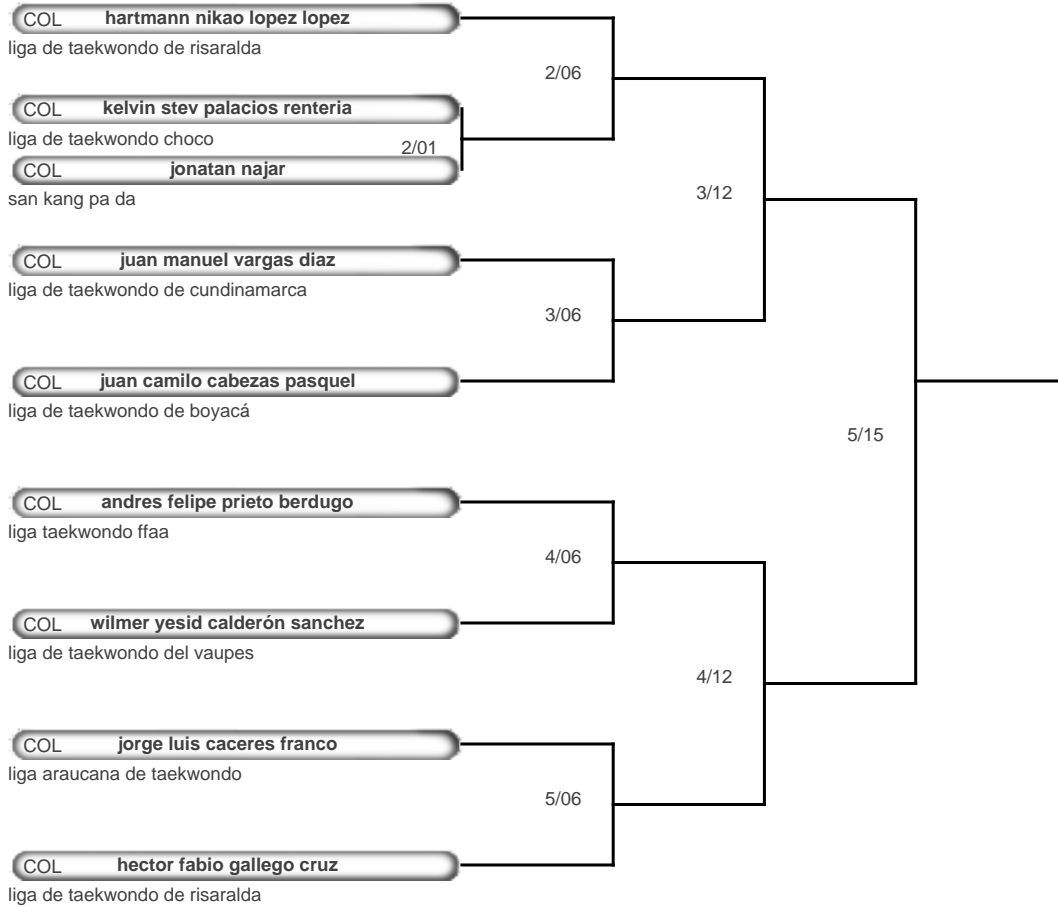 COL hartmann nikao lopez lopez
liga de taekwondo de risaralda
2/06
COL kelvin stev palacios renteria
liga de taekwondo choco
2/01
COL jonatan najar
san kang pa da
3/12
COL juan manuel vargas diaz
liga de taekwondo de cundinamarca
3/06
COL juan camilo cabezas pasquel
liga de taekwondo de boyacá
5/15
COL andres felipe prieto berdugo
liga taekwondo ffaa
4/06
COL wilmer yesid calderón sanchez
liga de taekwondo del vaupes
4/12
COL jorge luis caceres franco
liga araucana de taekwondo
5/06
COL hector fabio gallego cruz
liga de taekwondo de risaralda